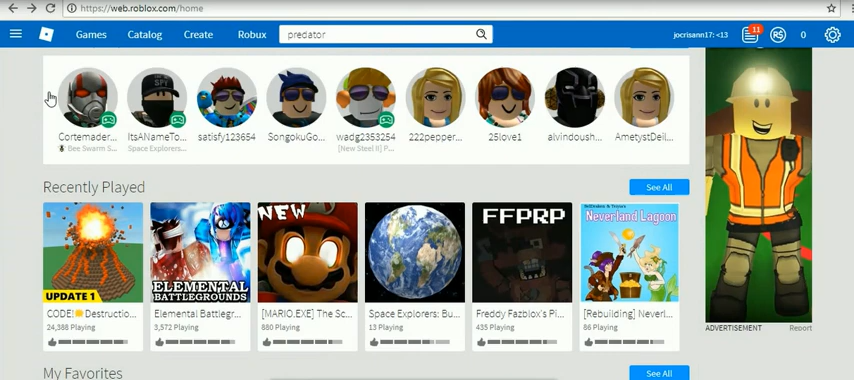 https://web.roblox.com/home
Games Catalog Create Robux predator jocrisann17: <13 11 R$ 0
SPY
Cortemader... ItsANameTo... satisfy123654 SongokuGo... wadg2353254 222pepper... 25love1 alvindoush... AmetystDeil...
Bee Swarm S... Space Explorers... [New Steel II] P...
Recently Played See All
UPDATE 1
ELEMENTAL
BATTLEGROUNDS
NEW
FFPRP
Neverland Lagoon
CODE! Destructio... Elemental Battlegr... [MARIO.EXE] The Sc... Space Explorers: Bu... Freddy Fazblox's Pi... [Rebuilding] Neverl...
24,388 Playing 3,572 Playing 880 Playing 13 Playing 435 Playing 86 Playing
ADVERTISEMENT Report
My Favorites See All